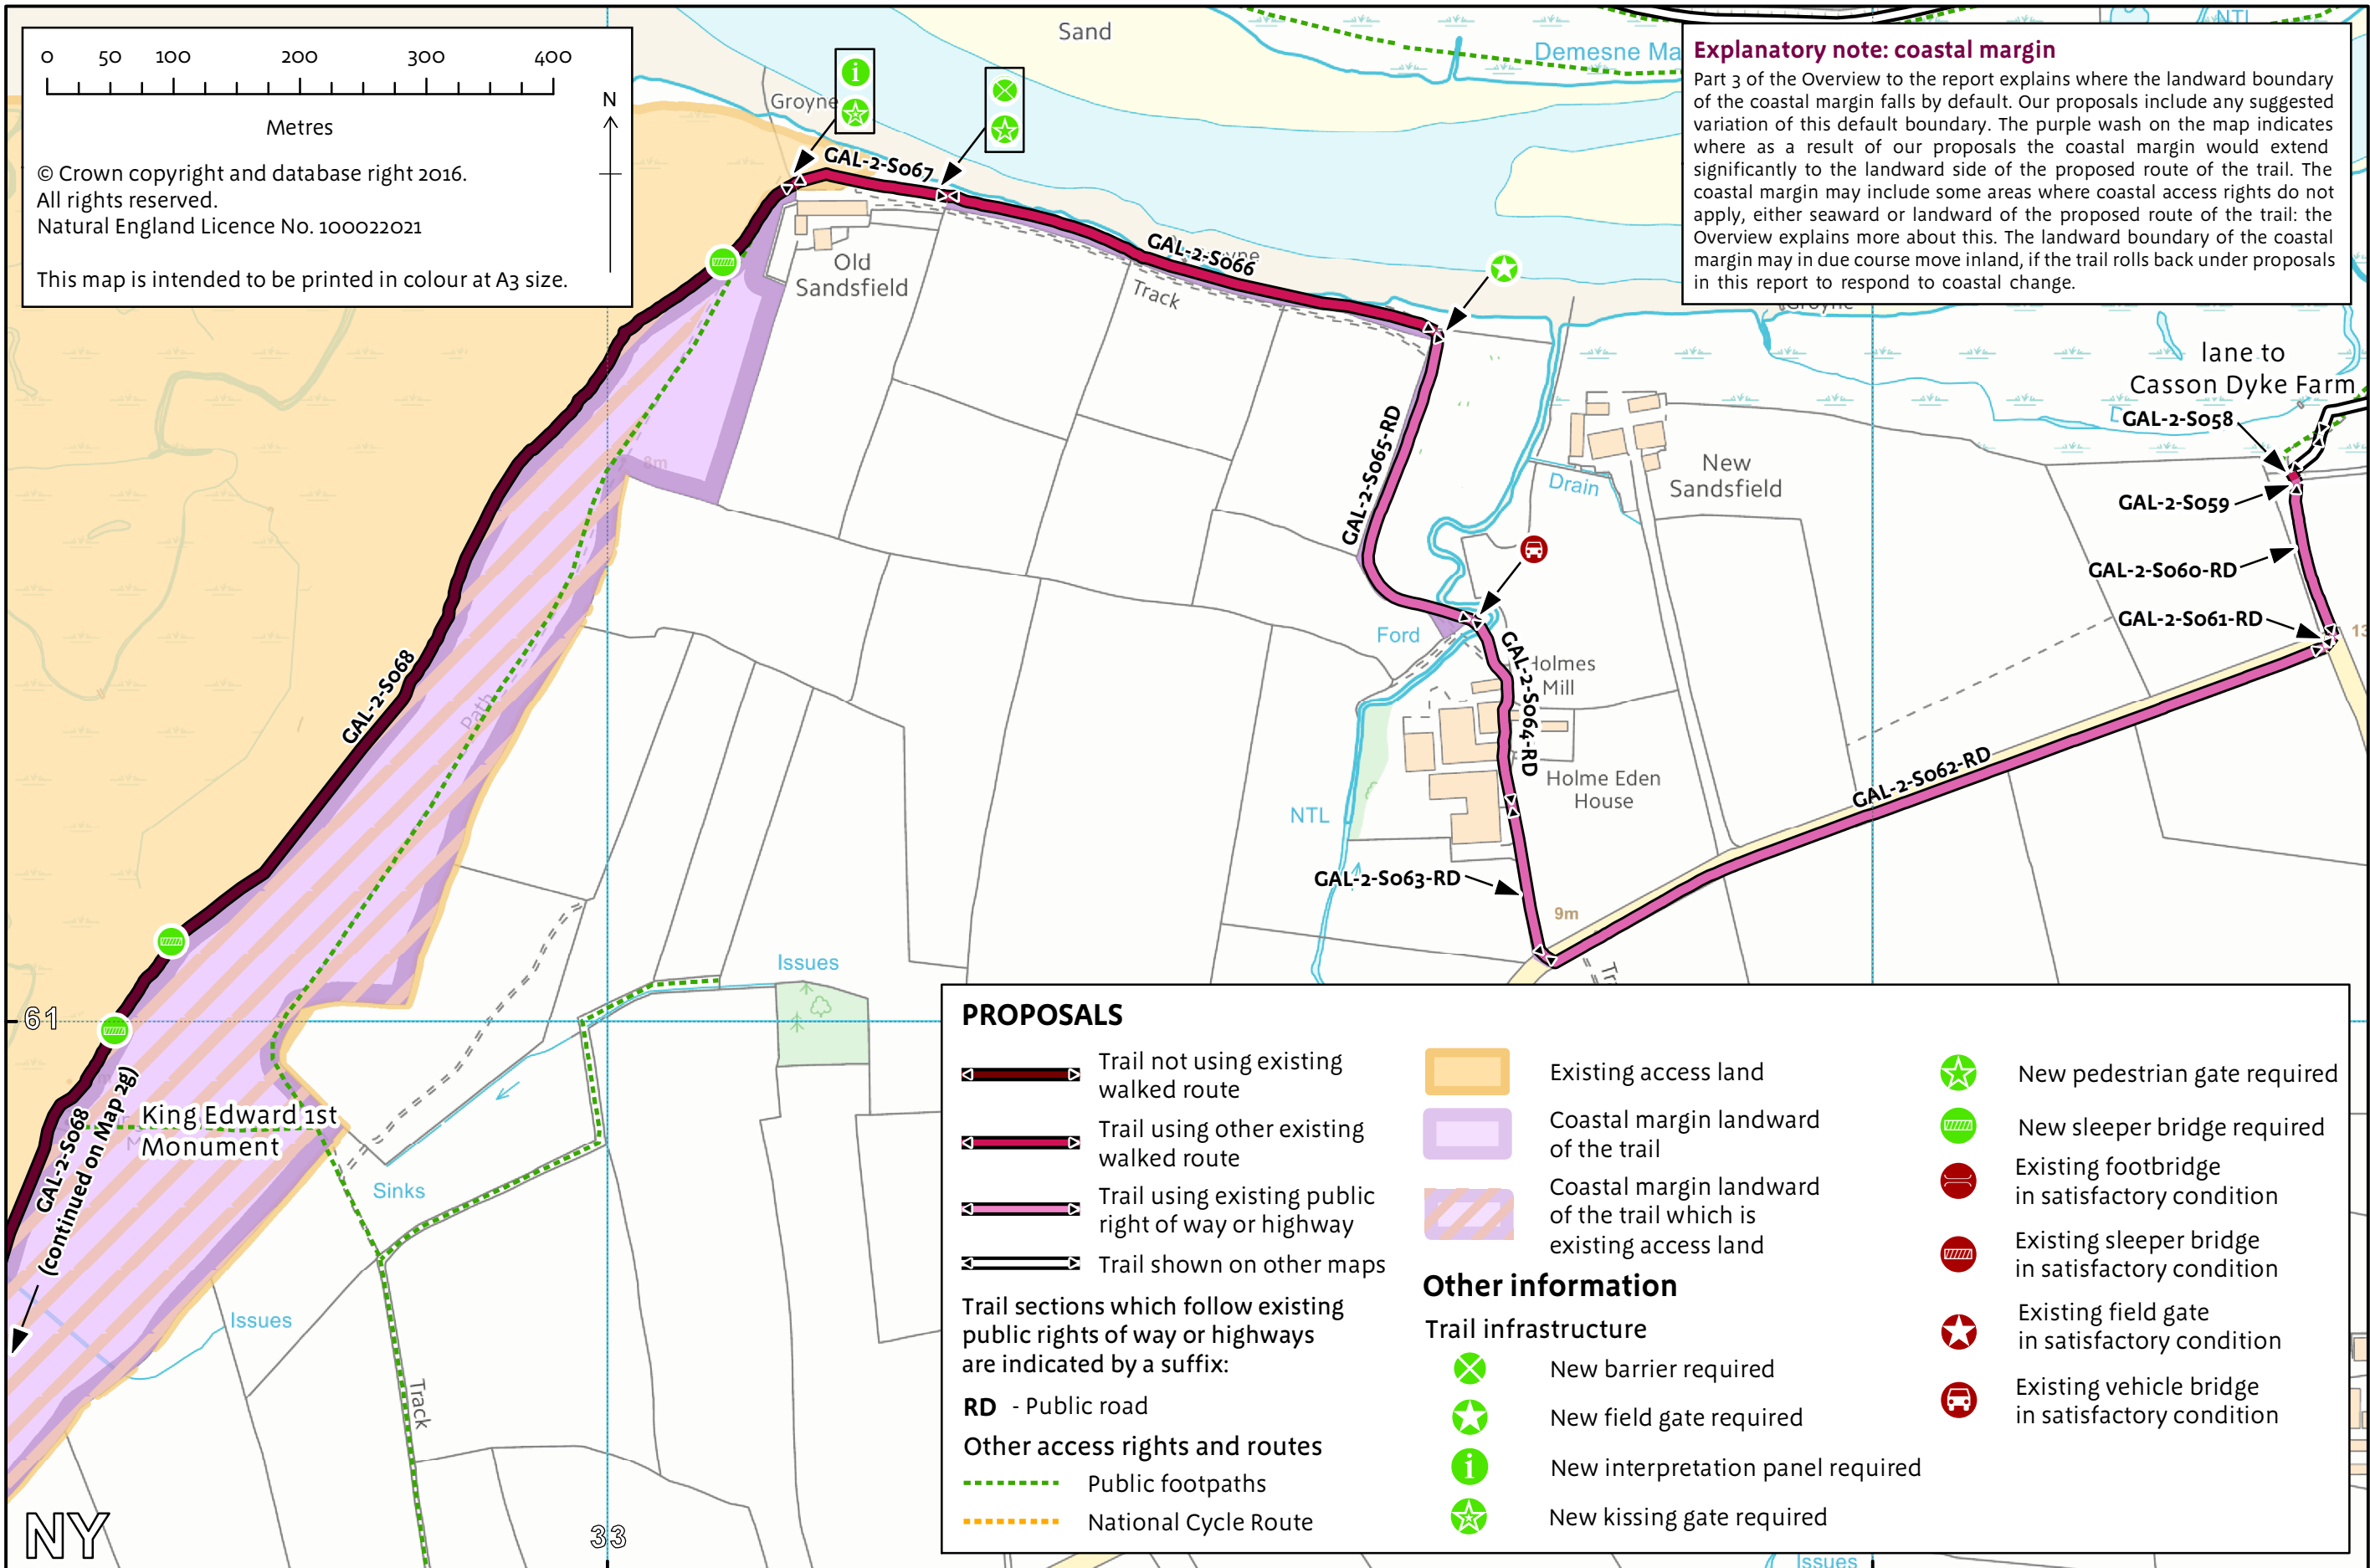 0 50 100 200 300 400
Metres
N
© Crown copyright and database right 2016.
All rights reserved.
Natural England Licence No. 100022021
This map is intended to be printed in colour at A3 size.
Sand
Groyne
Demesne Ma
NTL
Explanatory note: coastal margin
Part 3 of the Overview to the report explains where the landward boundary
of the coastal margin falls by default. Our proposals include any suggested
variation of this default boundary. The purple wash on the map indicates
where as a result of our proposals the coastal margin would extend
significantly to the landward side of the proposed route of the trail. The
coastal margin may include some areas where coastal access rights do not
apply, either seaward or landward of the proposed route of the trail: the
Overview explains more about this. The landward boundary of the coastal
margin may in due course move inland, if the trail rolls back under proposals
in this report to respond to coastal change.
Groyne
i
GAL-2-S067
GAL-2-S066
Old
Sandsfield
Track
lane to
Casson Dyke Farm
GAL-2-S058
GAL-2-S059
GAL-2-S060-RD
GAL-2-S061-RD
13
8m
GAL-2-S065-RD
Drain
New
Sandsfield
Ford
GAL-2-S064-RD
Holmes
Mill
GAL-2-S068
Path
GAL-2-S062-RD
Holme Eden
House
NTL
GAL-2-S063-RD
9m
Tr
Issues
61
King Edward 1st
Monument
GAL-2-S068
(continued on Map 2g)
Sinks
Issues
Track
NY
33
PROPOSALS
Trail not using existing
walked route
Trail using other existing
walked route
Trail using existing public
right of way or highway
Trail shown on other maps
Trail sections which follow existing
public rights of way or highways
are indicated by a suffix:
RD - Public road
Other access rights and routes
Public footpaths
National Cycle Route
Existing access land
Coastal margin landward
of the trail
Coastal margin landward
of the trail which is
existing access land
Other information
Trail infrastructure
New barrier required
New field gate required
i New interpretation panel required
New kissing gate required
New pedestrian gate required
New sleeper bridge required
Existing footbridge
in satisfactory condition
Existing sleeper bridge
in satisfactory condition
Existing field gate
in satisfactory condition
Existing vehicle bridge
in satisfactory condition
Issues